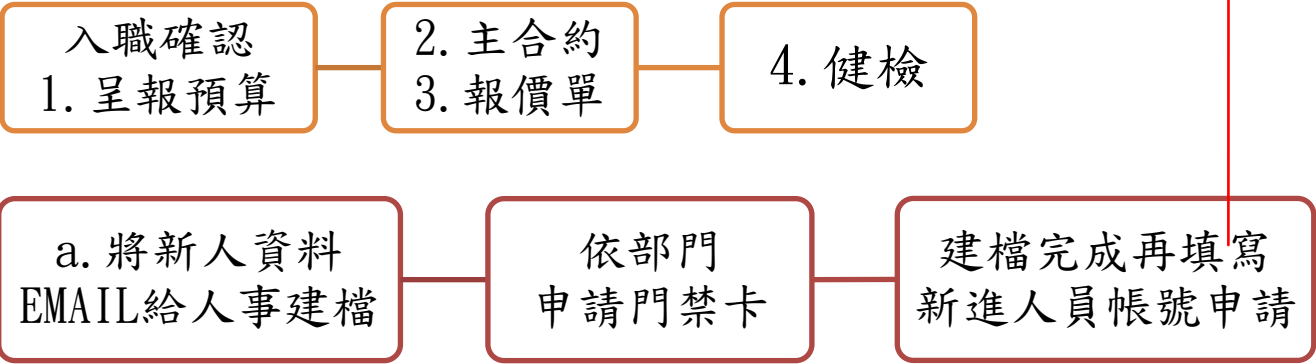 入職確認
1.呈報預算
2.主合約
3.報價單
4.健檢
a.將新人資料
EMAIL給人事建檔
依部門
申請門禁卡
建檔完成再填寫
新進人員帳號申請